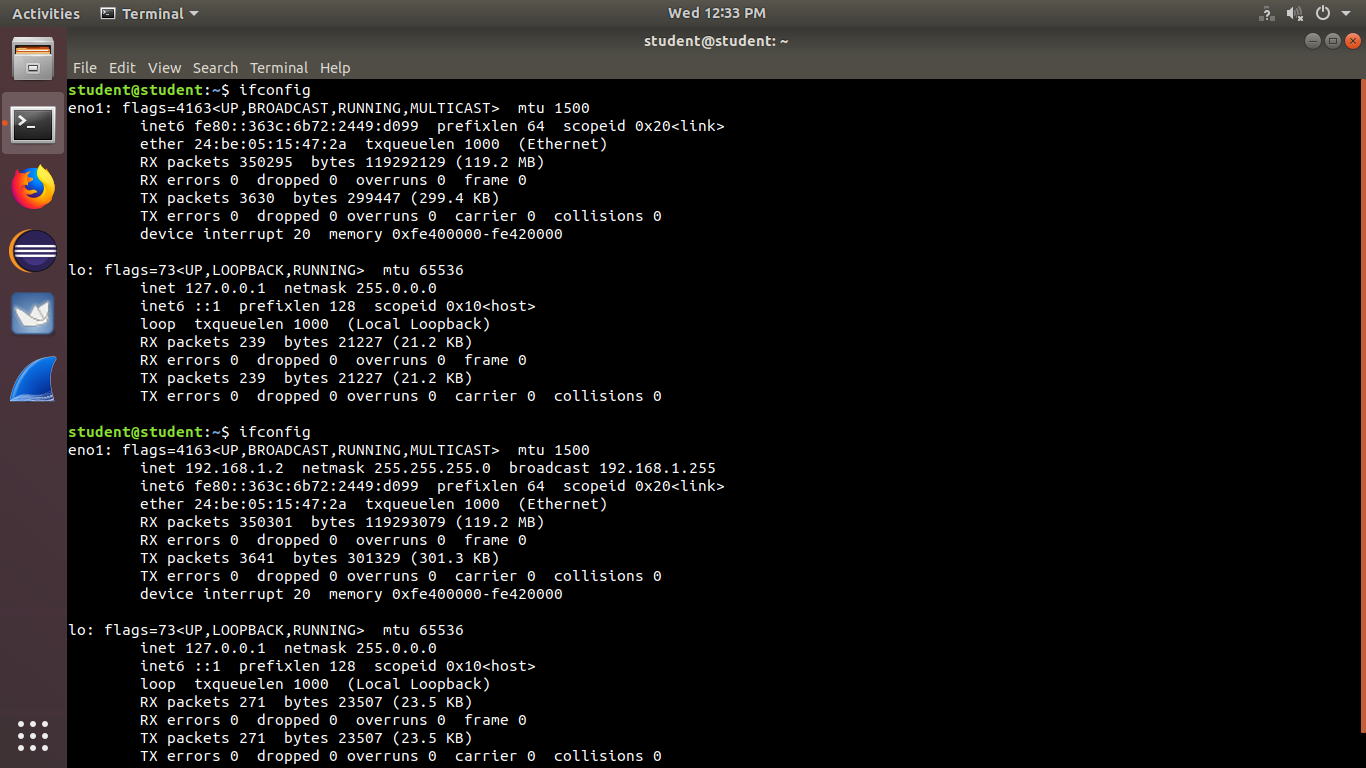 Activities Terminal Wed 12:33 PM
student@student: ~
File Edit View Search Terminal Help
student@student:~$ ifconfig
eno1: flags=4163<UP,BROADCAST,RUNNING,MULTICAST>  mtu 1500
        inet6 fe80::363c:6b72:2449:d099  prefixlen 64  scopeid 0x20<link>
        ether 24:be:05:15:47:2a  txqueuelen 1000  (Ethernet)
        RX packets 350295  bytes 119292129 (119.2 MB)
        RX errors 0  dropped 0  overruns 0  frame 0
        TX packets 3630  bytes 299447 (299.4 KB)
        TX errors 0  dropped 0 overruns 0  carrier 0  collisions 0
        device interrupt 20  memory 0xfe400000-fe420000

lo: flags=73<UP,LOOPBACK,RUNNING>  mtu 65536
        inet 127.0.0.1  netmask 255.0.0.0
        inet6 ::1  prefixlen 128  scopeid 0x10<host>
        loop  txqueuelen 1000  (Local Loopback)
        RX packets 239  bytes 21227 (21.2 KB)
        RX errors 0  dropped 0  overruns 0  frame 0
        TX packets 239  bytes 21227 (21.2 KB)
        TX errors 0  dropped 0 overruns 0  carrier 0  collisions 0

student@student:~$ ifconfig
eno1: flags=4163<UP,BROADCAST,RUNNING,MULTICAST>  mtu 1500
        inet 192.168.1.2  netmask 255.255.255.0  broadcast 192.168.1.255
        inet6 fe80::363c:6b72:2449:d099  prefixlen 64  scopeid 0x20<link>
        ether 24:be:05:15:47:2a  txqueuelen 1000  (Ethernet)
        RX packets 350301  bytes 119293079 (119.2 MB)
        RX errors 0  dropped 0  overruns 0  frame 0
        TX packets 3641  bytes 301329 (301.3 KB)
        TX errors 0  dropped 0 overruns 0  carrier 0  collisions 0
        device interrupt 20  memory 0xfe400000-fe420000

lo: flags=73<UP,LOOPBACK,RUNNING>  mtu 65536
        inet 127.0.0.1  netmask 255.0.0.0
        inet6 ::1  prefixlen 128  scopeid 0x10<host>
        loop  txqueuelen 1000  (Local Loopback)
        RX packets 271  bytes 23507 (23.5 KB)
        RX errors 0  dropped 0  overruns 0  frame 0
        TX packets 271  bytes 23507 (23.5 KB)
        TX errors 0  dropped 0 overruns 0  carrier 0  collisions 0